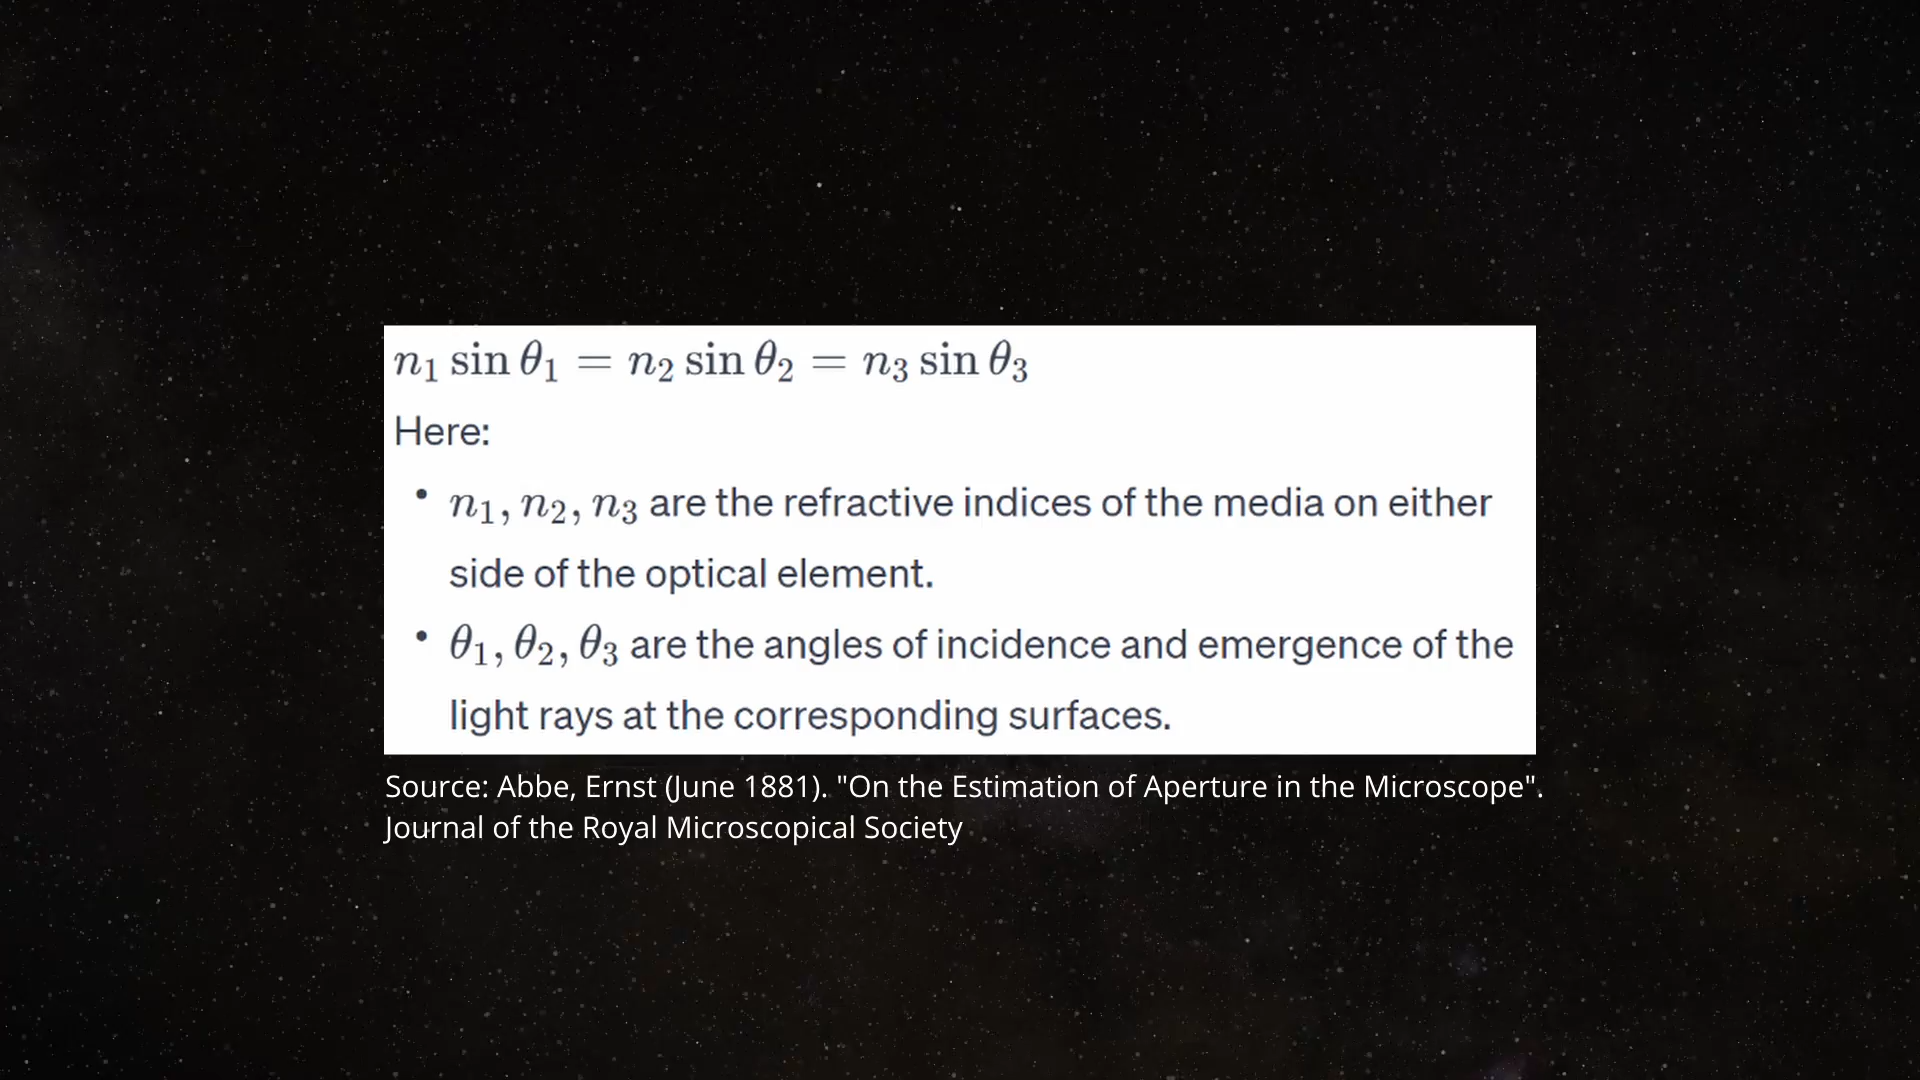 n₁ sin θ₁ = n₂ sin θ₂ = n₃ sin θ₃
Here:
• n₁, n₂, n₃ are the refractive indices of the media on either
side of the optical element.
• θ₁, θ₂, θ₃ are the angles of incidence and emergence of the
light rays at the corresponding surfaces.
Source: Abbe, Ernst (June 1881). "On the Estimation of Aperture in the Microscope".
Journal of the Royal Microscopical Society